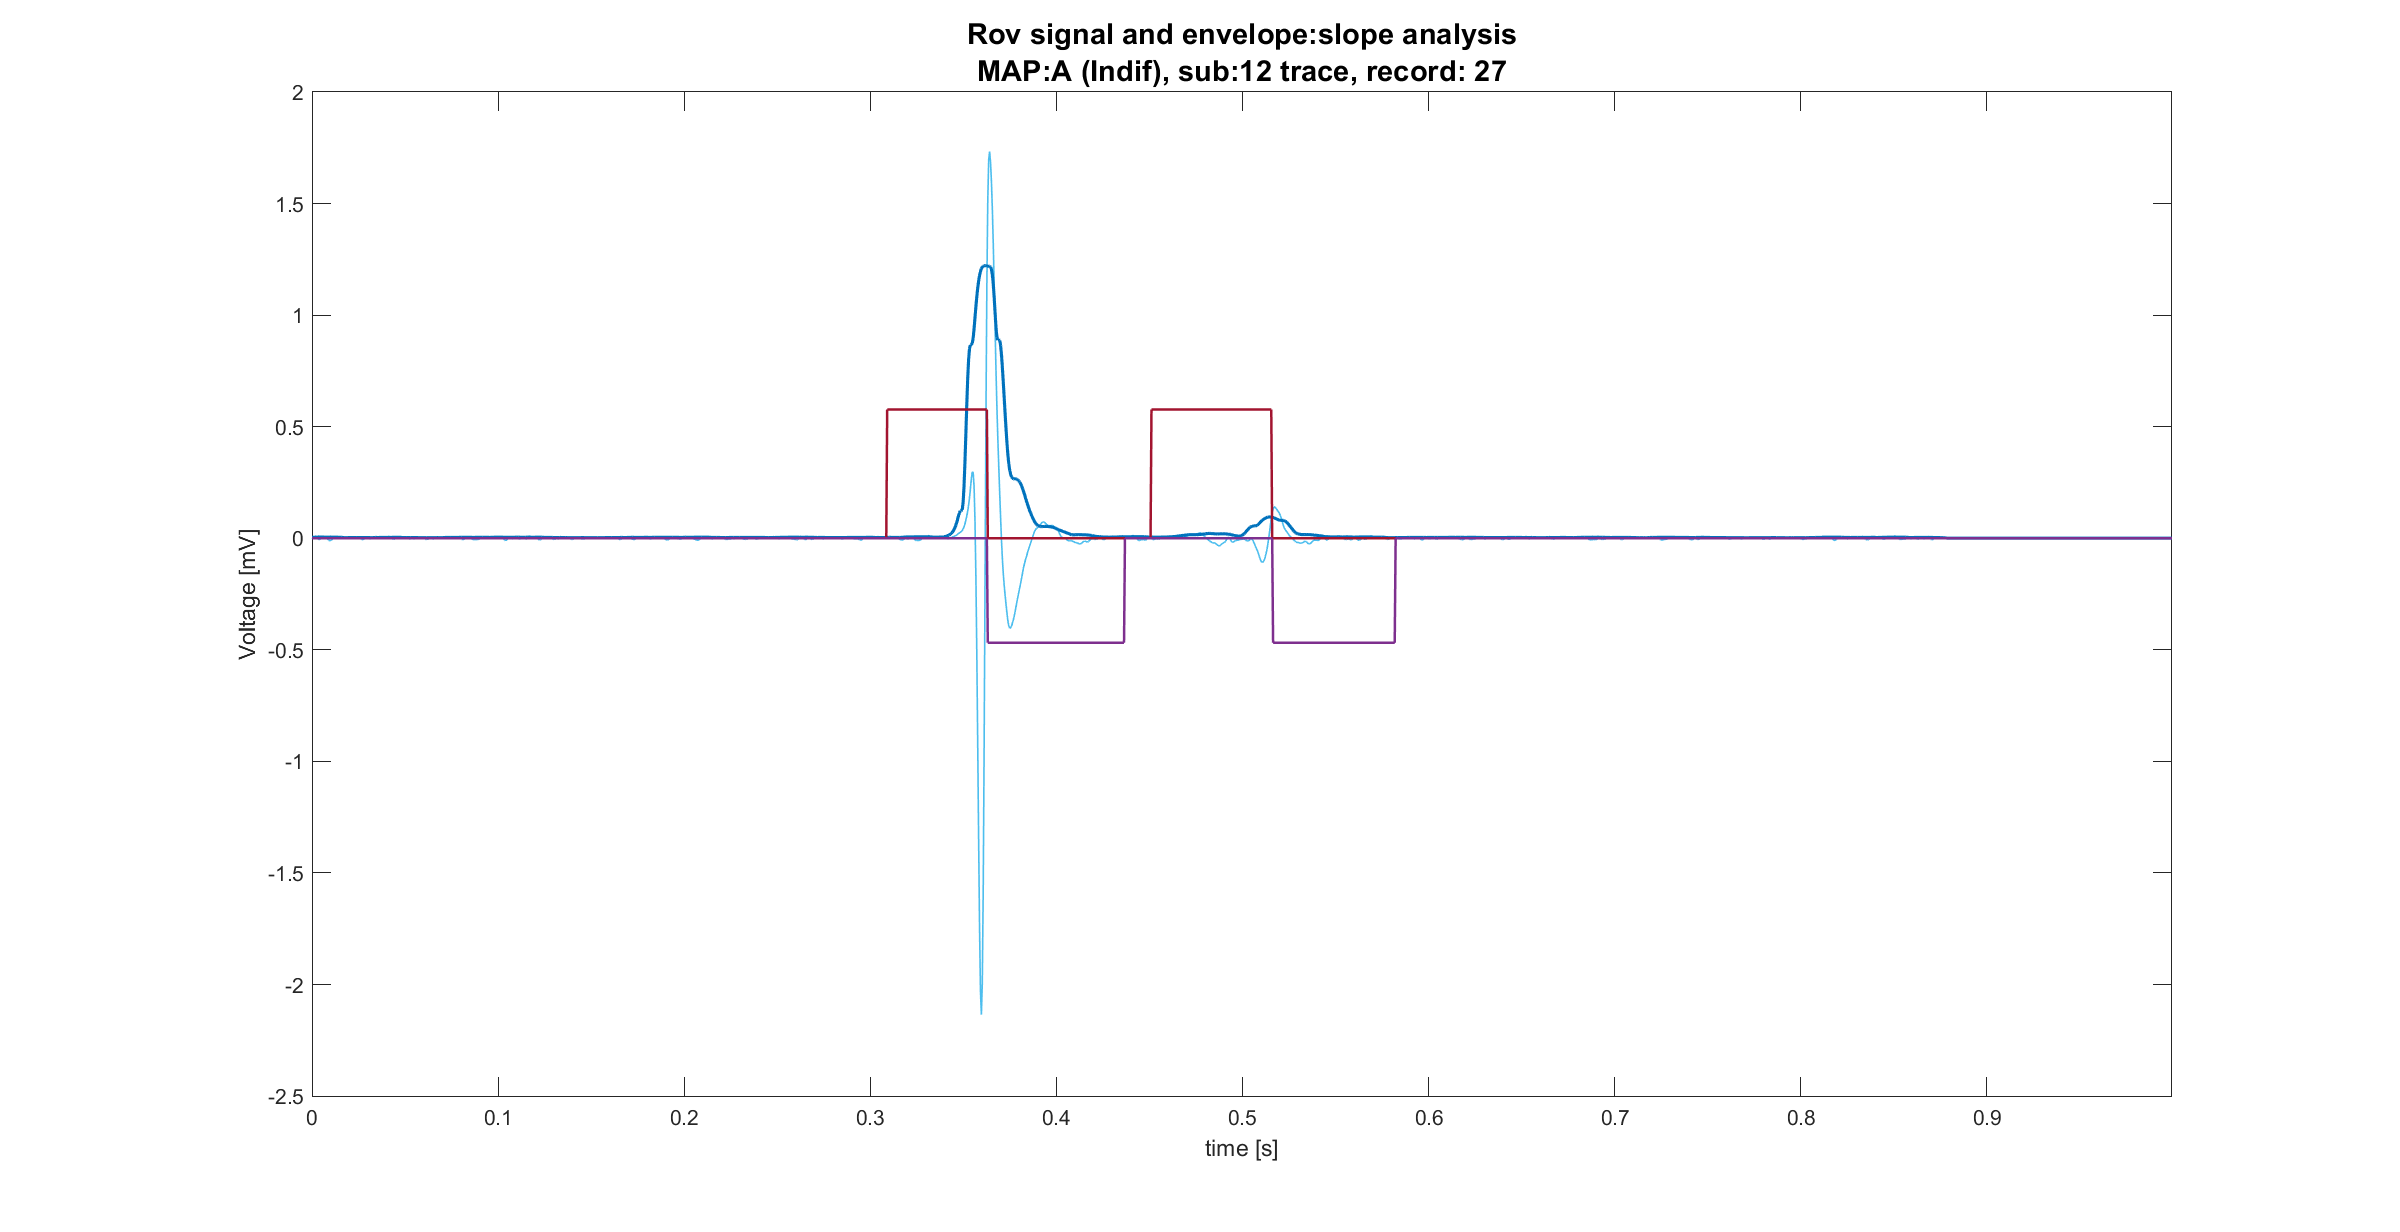 Rov signal and envelope:slope analysis
MAP:A (Indif), sub:12 trace, record: 27
2
1.5
1
0.5
0
-0.5
-1
-1.5
-2
-2.5
Voltage [mV]
0 0.1 0.2 0.3 0.4 0.5 0.6 0.7 0.8 0.9
time [s]